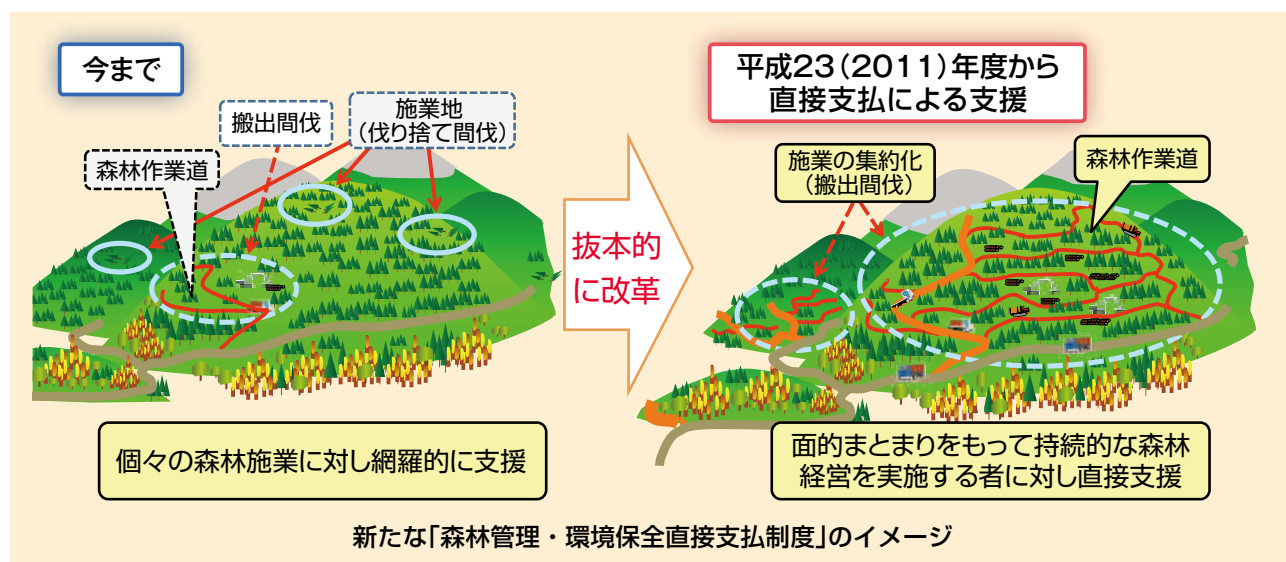 今まで
搬出間伐
施業地
(伐り捨て間伐)
森林作業道
個々の森林施業に対し網羅的に支援
抜本的
に改革
平成23(2011)年度から
直接支払による支援
施業の集約化
(搬出間伐)
森林作業道
面的まとまりをもって持続的な森林
経営を実施する者に対し直接支援
新たな「森林管理・環境保全直接支払制度」のイメージ